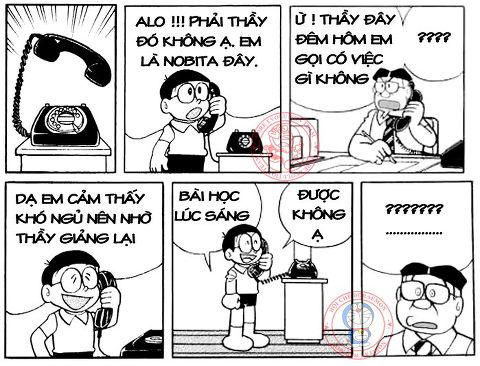 ALO !!! PHẢI THẦY
ĐÓ KHÔNG Ạ. EM
LÀ NOBITA ĐÂY.
Ừ ! THẦY ĐÂY
ĐÊM HÔM EM
GỌI CÓ VIỆC
GÌ KHÔNG
????
DẠ EM CẢM THẤY
KHÓ NGỦ NÊN NHỜ
THẦY GIẢNG LẠI
BÀI HỌC
LÚC SÁNG
ĐƯỢC
KHÔNG
Ạ
???????
................